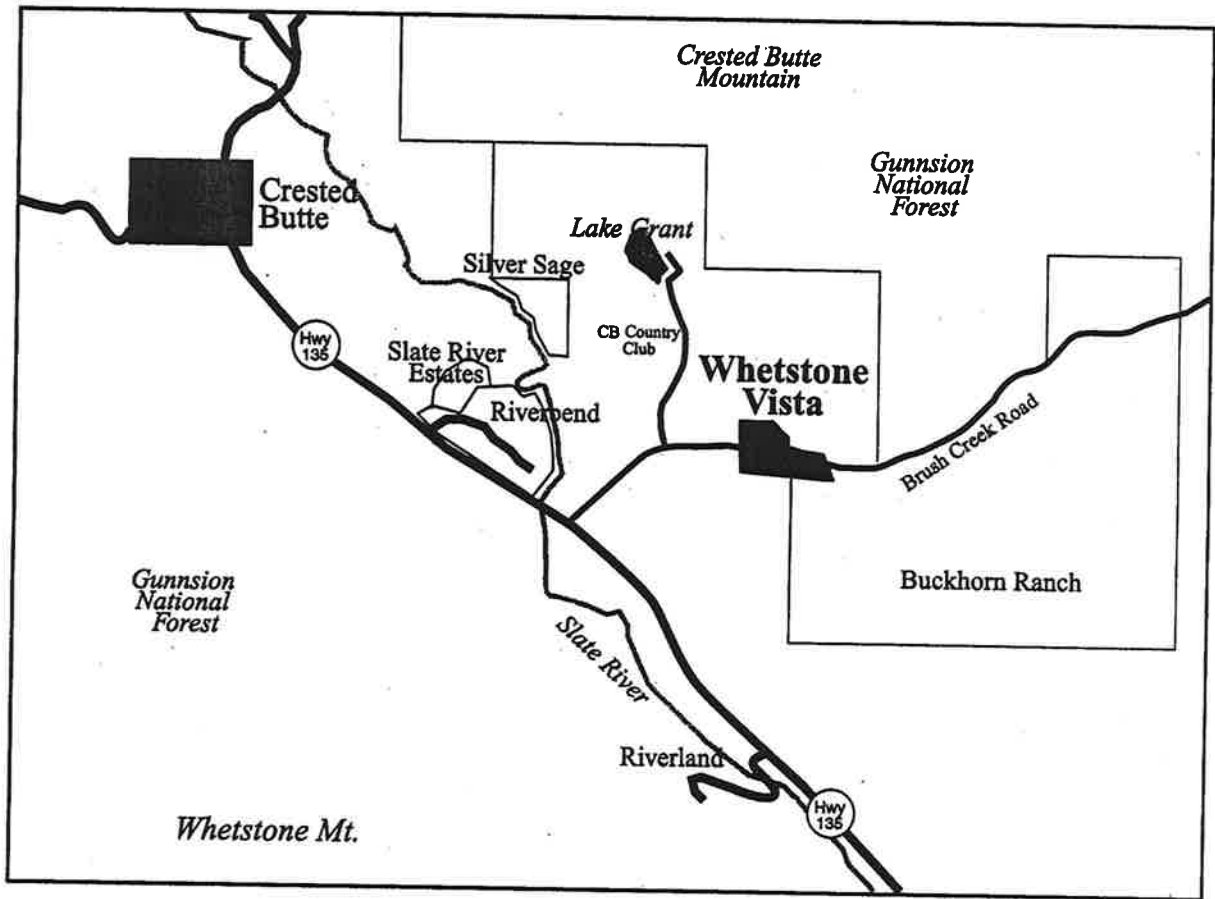 Crested Butte
Mountain
Gunnsion
National
Forest
Crested
Butte
Lake Grant
Silver Sage
Hwy
135
CB Country
Club
Slate River
Estates
Whetstone
Vista
Riverbend
Brush Creek Road
Gunnsion
National
Forest
Buckhorn Ranch
Slate River
Riverland
Hwy
135
Whetstone Mt.